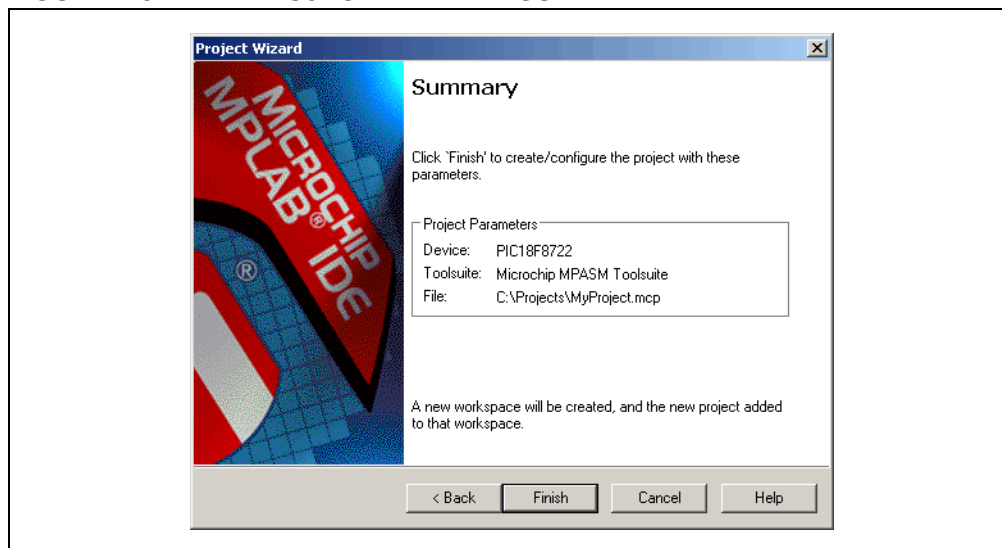 Project Wizard
MICROCHIP
MPLAB® IDE
®
Summary
Click `Finish' to create/configure the project with these
parameters.
Project Parameters
Device: PIC18F8722
Toolsuite: Microchip MPASM Toolsuite
File: C:\Projects\MyProject.mcp
A new workspace will be created, and the new project added
to that workspace.
< Back Finish Cancel Help